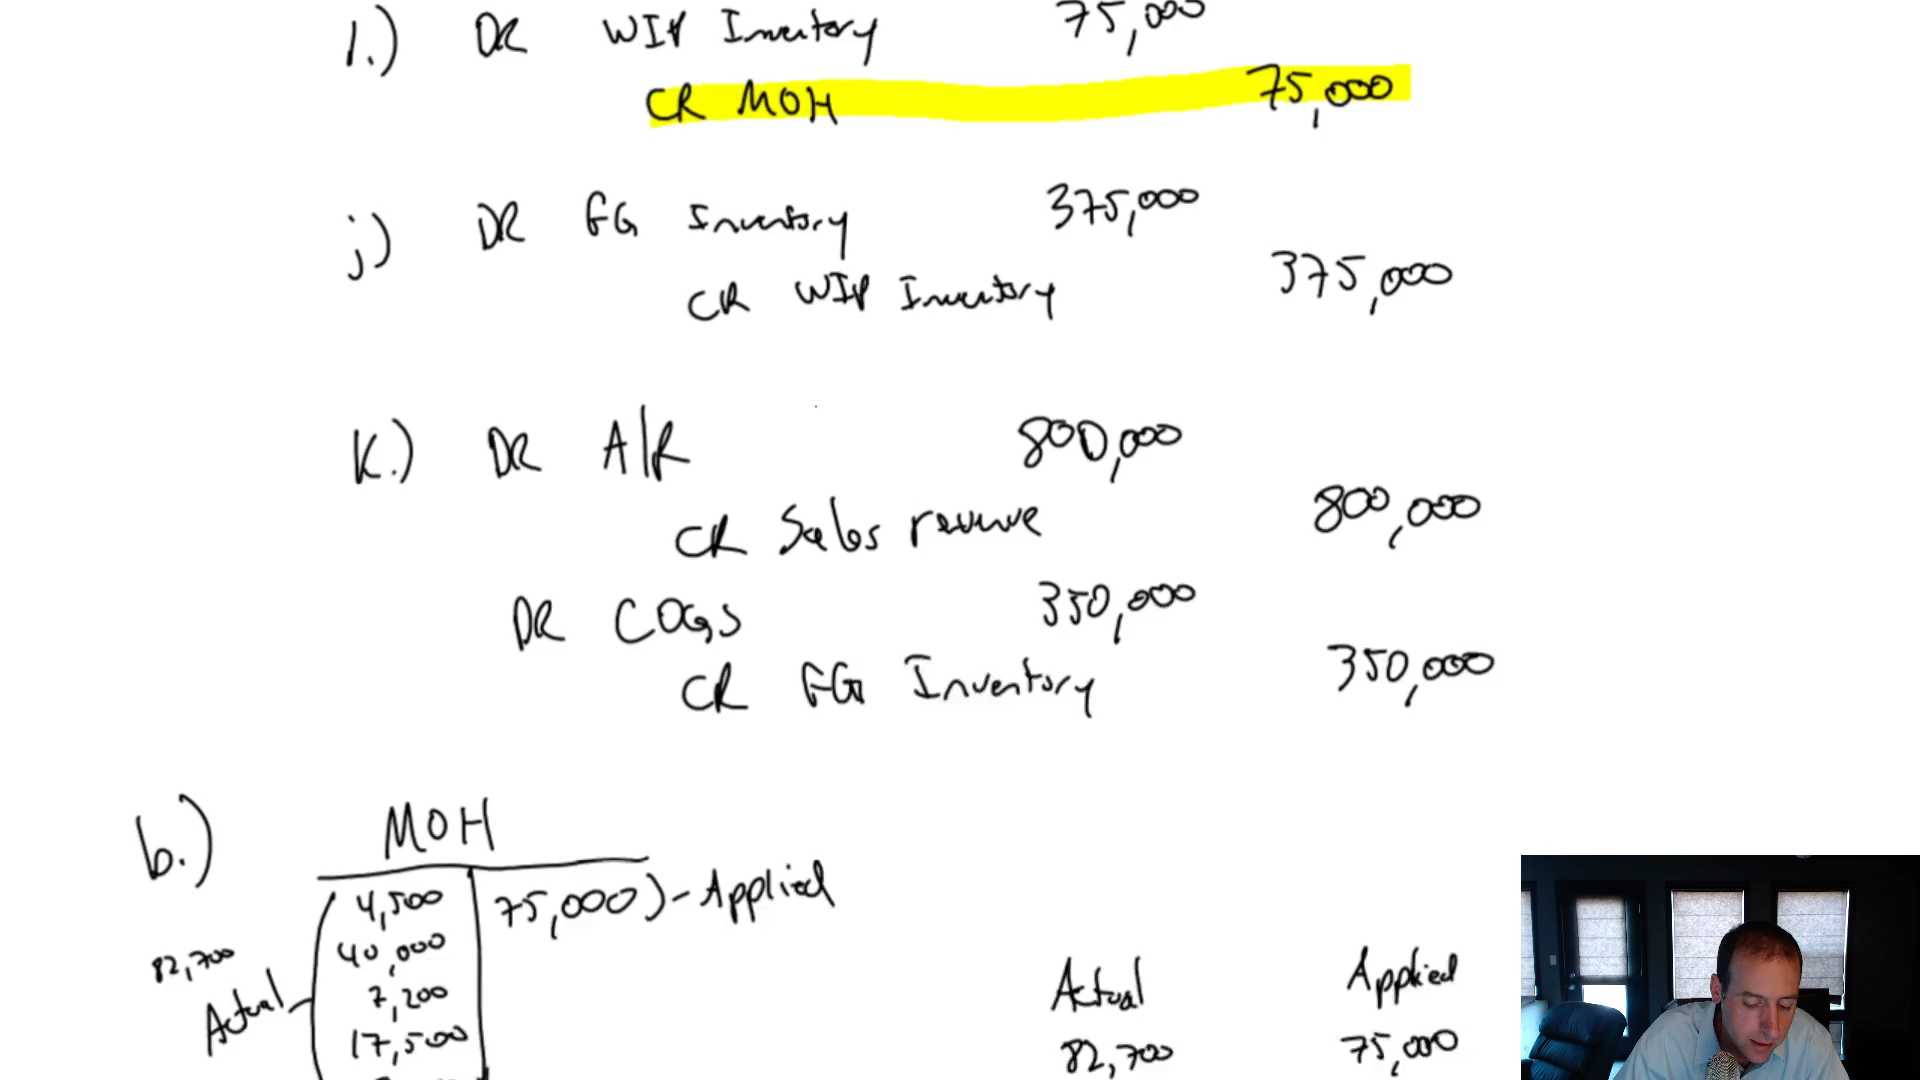 1.) DR WIP Inventory 75,000
CR MOH 75,000
j) DR FG Inventory 375,000
CR WIP Inventory 375,000
K.) DR A/R 800,000
CR Sales revenue 800,000
DR COGS 350,000
CR FG Inventory 350,000
b.) MOH
4,500 75,000 - Applied
40,000
82,700
Actual
7,200
17,500
Actual Applied
82,700 75,000